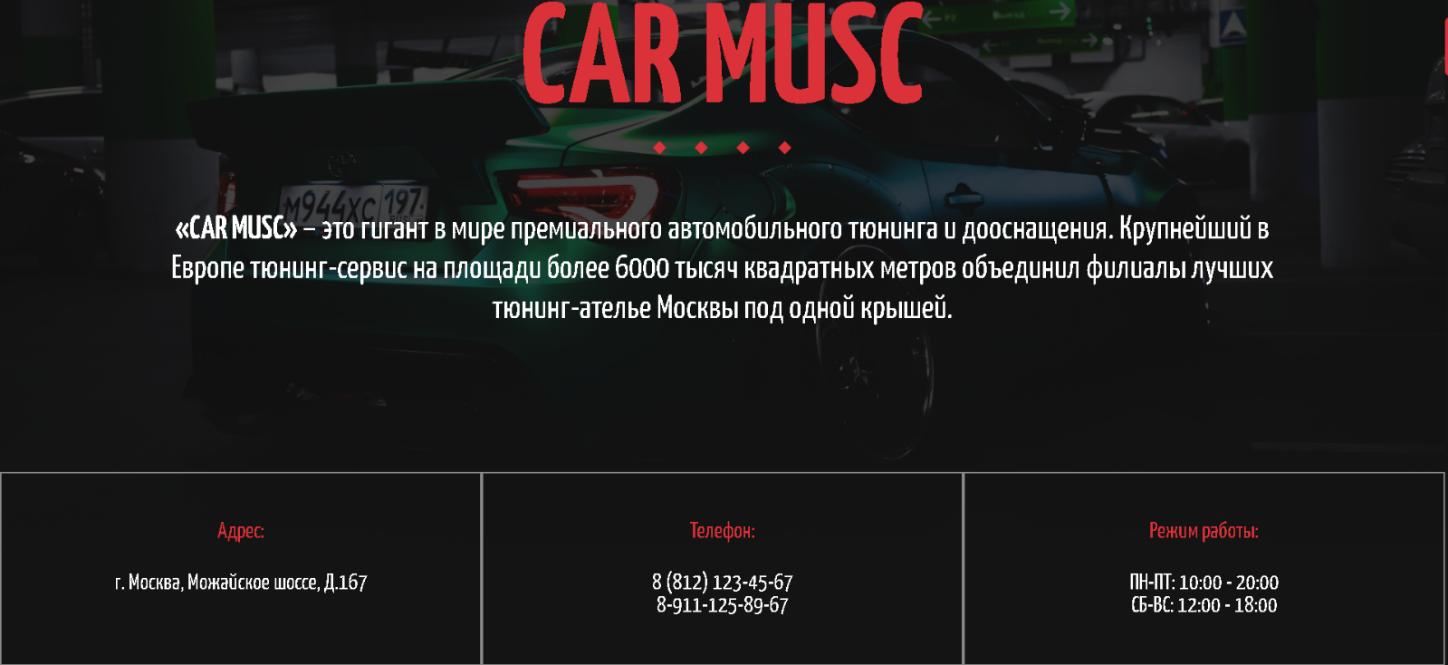 CAR MUSC
М944ХС 197
«CAR MUSC» – это гигант в мире премиального автомобильного тюнинга и дооснащения. Крупнейший в
Европе тюнинг-сервис на площади более 6000 тысяч квадратных метров объединил филиалы лучших
тюнинг-ателье Москвы под одной крышей.
Адрес:
г. Москва, Можайское шоссе, Д.167
Телефон:
8 (812) 123-45-67
8-911-125-89-67
Режим работы:
ПН-ПТ: 10:00 - 20:00
СБ-ВС: 12:00 - 18:00